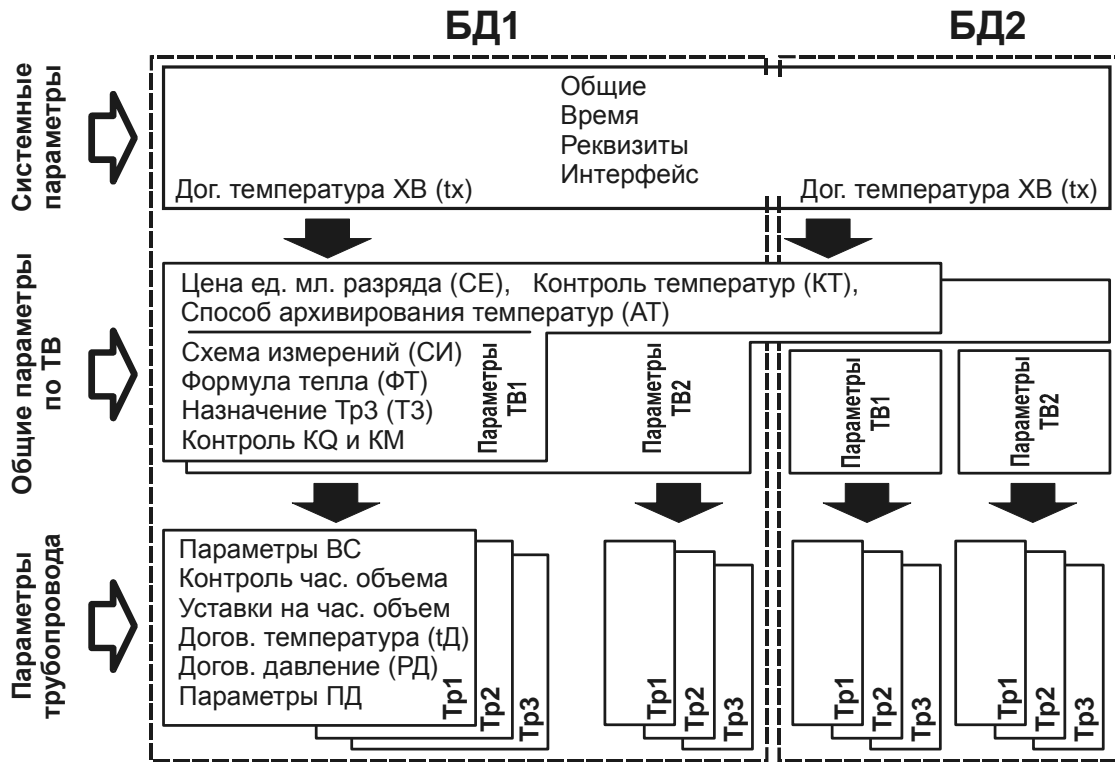 БД1
БД2
Системные
параметры
Общие
Время
Реквизиты
Интерфейс
Дог. температура ХВ (tx)
Дог. температура ХВ (tx)
Общие параметры
по ТВ
Цена ед. мл. разряда (СЕ), Контроль температур (КТ),
Способ архивирования температур (АТ)
Схема измерений (СИ)
Формула тепла (ФТ)
Назначение Тр3 (Т3)
Контроль KQ и КМ
Параметры
ТВ1
Параметры
ТВ2
Параметры
ТВ1
Параметры
ТВ2
Параметры
трубопровода
Параметры ВС
Контроль час. объема
Уставки на час. объем
Догов. температура (tД)
Догов. давление (РД)
Параметры ПД
Тр1
Тр2
Тр3
Тр1
Тр2
Тр3
Тр1
Тр2
Тр3
Тр1
Тр2
Тр3